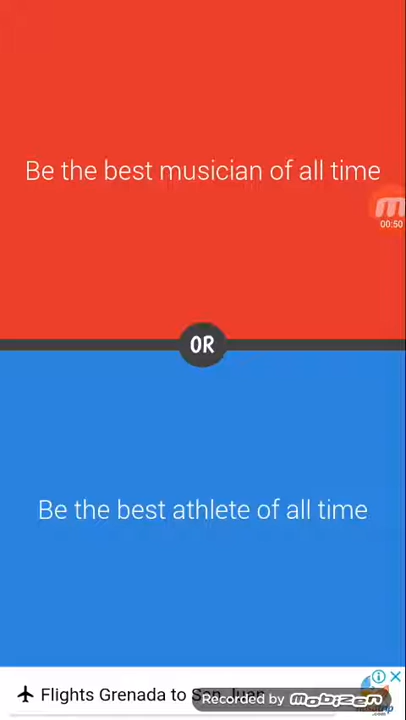 Be the best musician of all time
00:50
OR
Be the best athlete of all time
Flights Grenada to San Juan
Recorded by MOBIZEN